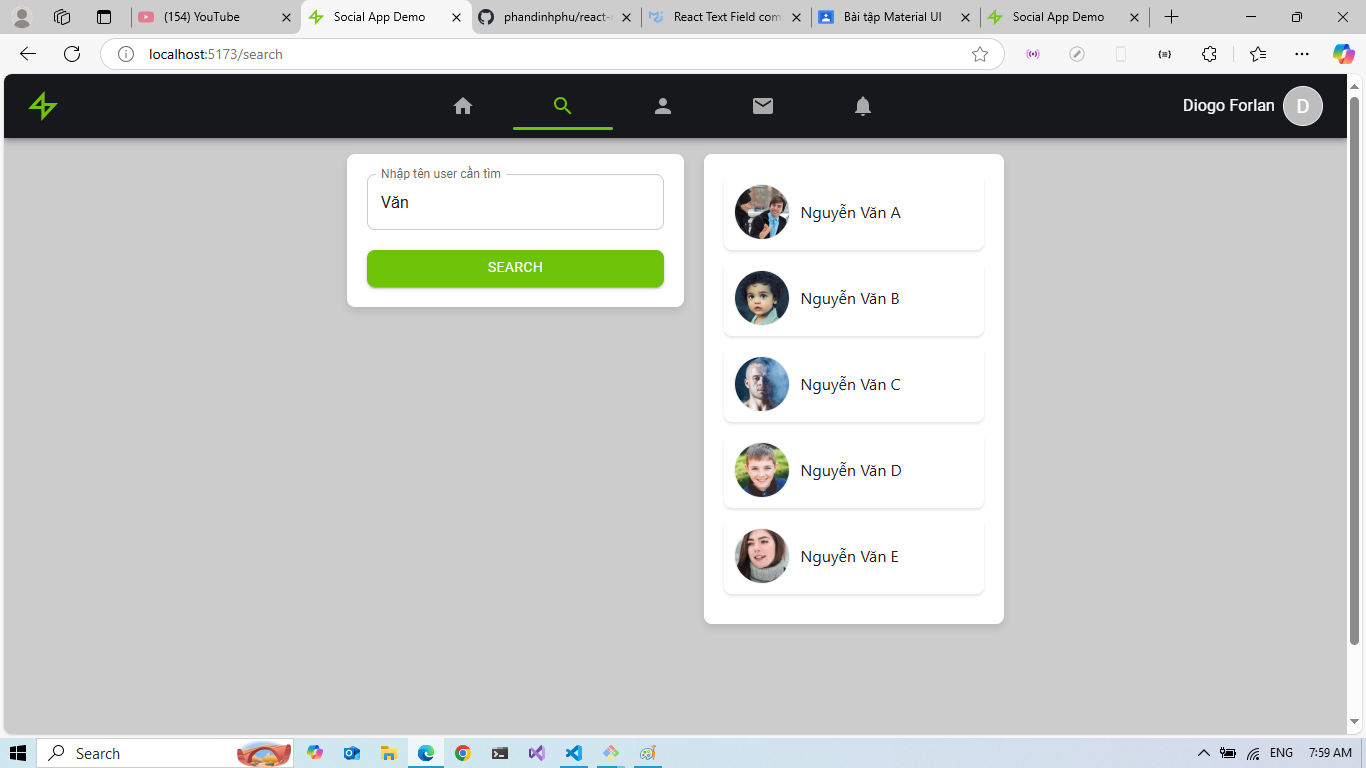 (154) YouTube
Social App Demo
phandinhphu/react-
React Text Field com
Bài tập Material UI
Social App Demo
localhost:5173/search
Diogo Forlan
D
Nhập tên user cần tìm
Văn
SEARCH
Nguyễn Văn A
Nguyễn Văn B
Nguyễn Văn C
Nguyễn Văn D
Nguyễn Văn E
Search
ENG
7:59 AM